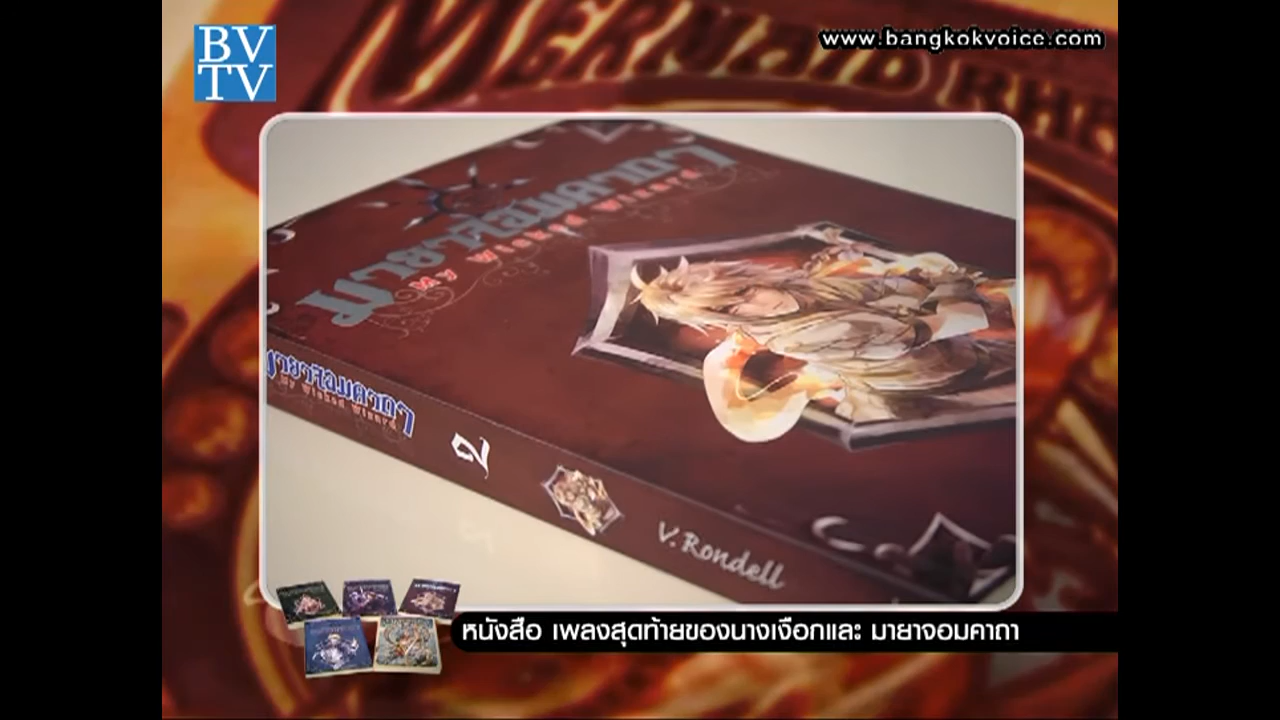 BV
TV
www.bangkokvoice.com
MERMAID RHE
มายาจอมคาถา
My Wicked Wizard
มายาจอมคาถา
My Wicked Wizard
๒
V. Rondell
หนังสือ เพลงสุดท้ายของนางเงือกและ มายาจอมคาถา